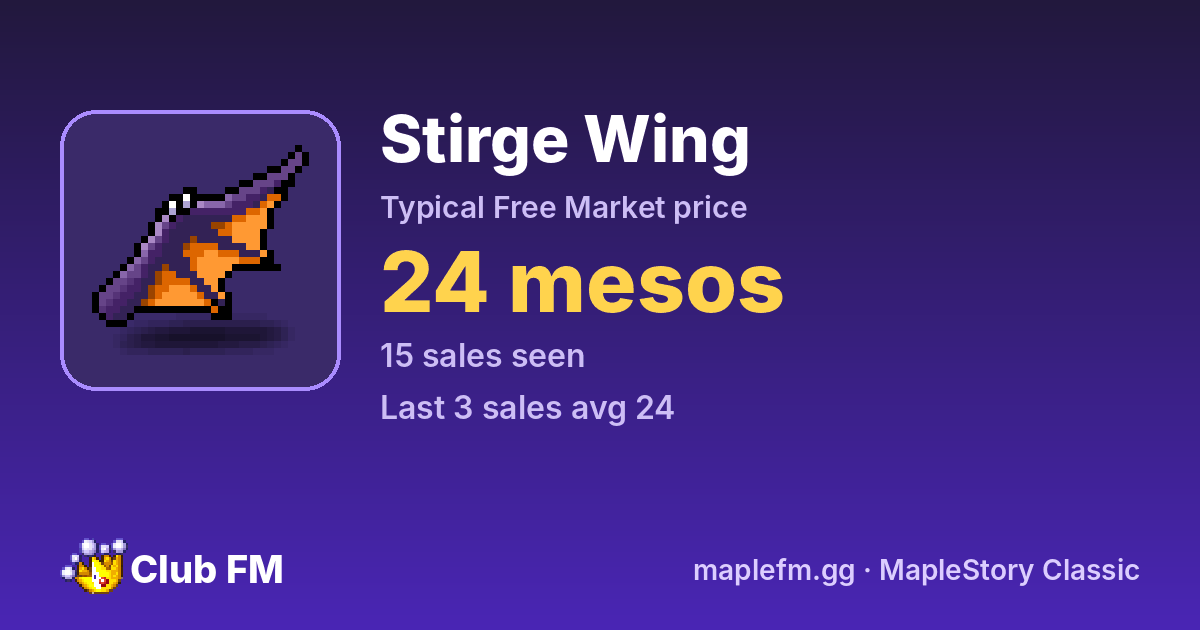 Stirge Wing
Typical Free Market price
24 mesos
15 sales seen
Last 3 sales avg 24
Club FM
maplefm.gg · MapleStory Classic